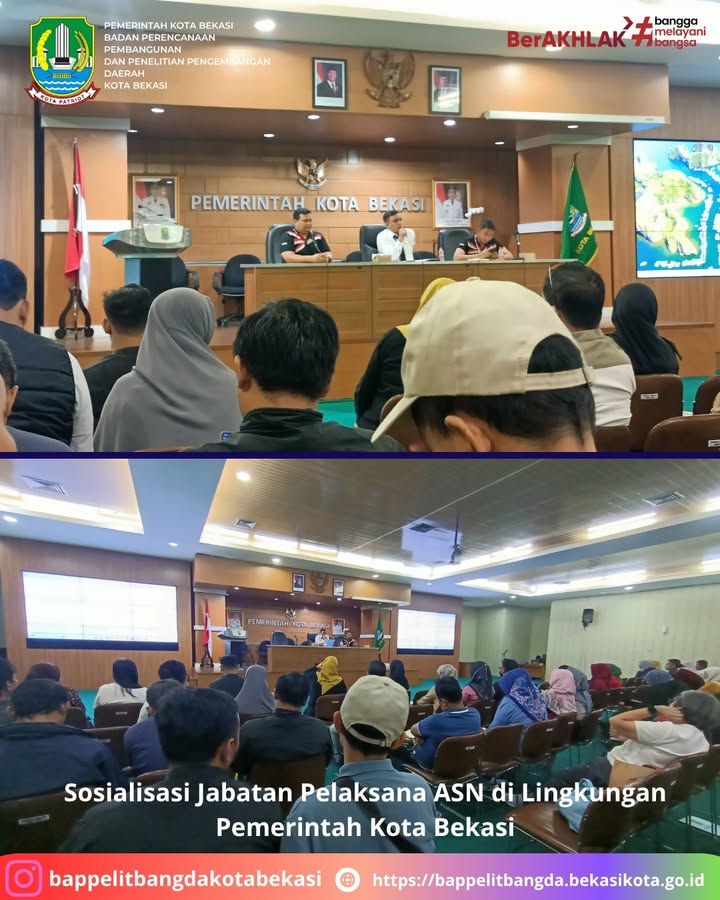 PEMERINTAH KOTA BEKASI
BADAN PERENCANAAN
PEMBANGUNAN
DAN PENELITIAN PENGEMBANGAN
DAERAH
KOTA BEKASI
KOTA PATRIOT
BerAKHLAK
#
bangga
melayani
bangsa
PEMERINTAH KOTA BEKASI
PEMERINTAH KOTA BEKASI
Sosialisasi Jabatan Pelaksana ASN di Lingkungan
Pemerintah Kota Bekasi
bappelitbangdakotabekasi
https://bappelitbangda.bekasikota.go.id